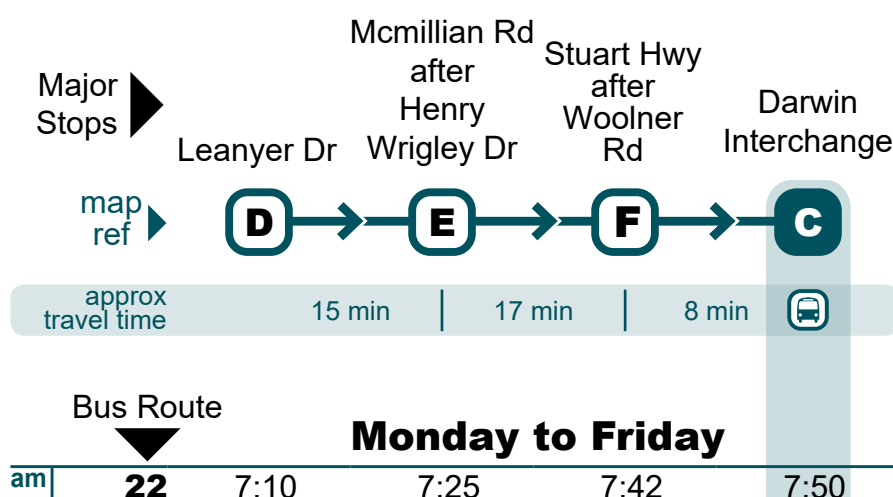 Major
Stops
Leanyer Dr
Mcmillian Rd
after
Henry
Wrigley Dr
Stuart Hwy
after
Woolner
Rd
Darwin
Interchange
map
ref
D
E
F
C
approx
travel time
15 min
17 min
8 min
Bus Route
Monday to Friday
am 22 7:10 7:25 7:42 7:50